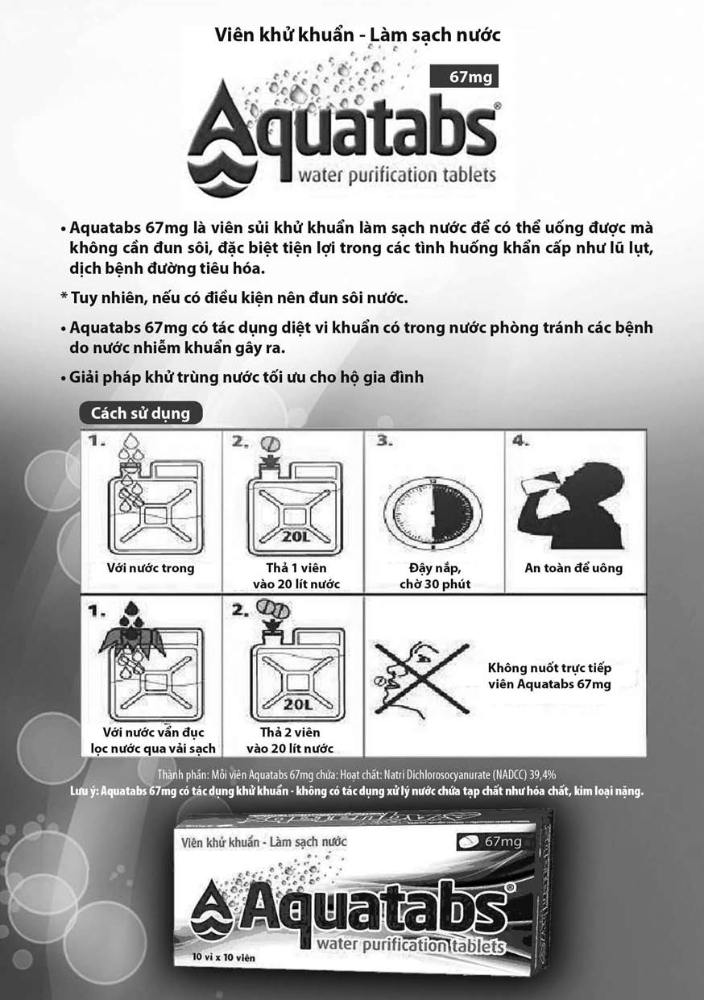 Viên khử khuẩn - Làm sạch nước
67mg
Aquatabs®
water purification tablets
• Aquatabs 67mg là viên sủi khử khuẩn làm sạch nước để có thể uống được mà
không cần đun sôi, đặc biệt tiện lợi trong các tình huống khẩn cấp như lũ lụt,
dịch bệnh đường tiêu hóa.
* Tuy nhiên, nếu có điều kiện nên đun sôi nước.
• Aquatabs 67mg có tác dụng diệt vi khuẩn có trong nước phòng tránh các bệnh
do nước nhiễm khuẩn gây ra.
• Giải pháp khử trùng nước tối ưu cho hộ gia đình
Cách sử dụng
1.
Với nước trong
2.
20L
Thả 1 viên
vào 20 lít nước
3.
12
Đậy nắp,
chờ 30 phút
4.
An toàn để uông
1.
Với nước vẩn đục
lọc nước qua vải sạch
2.
20L
Thả 2 viên
vào 20 lít nước
Không nuốt trực tiếp
viên Aquatabs 67mg
Thành phần: Mỗi viên Aquatabs 67mg chứa: Hoạt chất: Natri Dichlorosocyanurate (NADCC) 39,4%
Lưu ý: Aquatabs 67mg có tác dụng khử khuẩn - không có tác dụng xử lý nước chứa tạp chất như hóa chất, kim loại nặng.
Viên khử khuẩn - Làm sạch nước
67mg
Aquatabs®
water purification tablets
10 vỉ x 10 viên